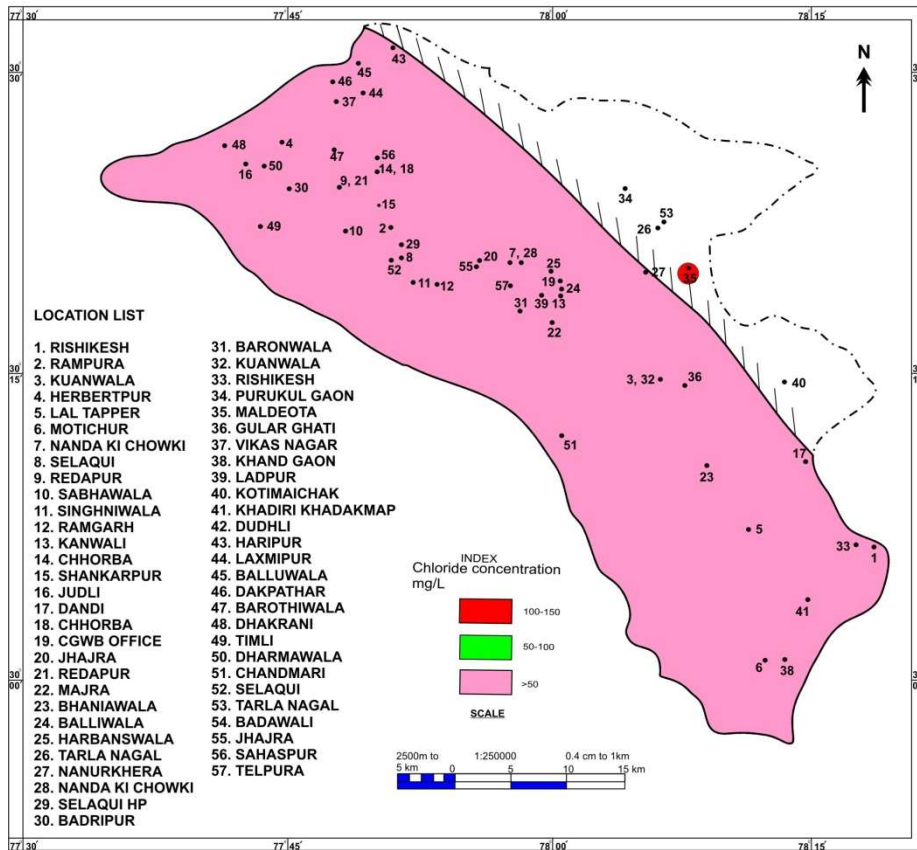 77 30'
77 45'
78 00'
78 15'
N
30
43
45
46
44
37
48
4
47
56
16
50
14, 18
9, 21
30
34
15
53
49
10
2
26
29
8
20
7, 28
25
27
35
52
55
19
11
12
57
24
39
13
31
22
40
3, 32
36
51
17
23
5
33
1
41
6
38
30
15
30
00
LOCATION LIST
1. RISHIKESH
2. RAMPURA
3. KUANWALA
4. HERBERTPUR
5. LAL TAPPER
6. MOTICHUR
7. NANDA KI CHOWKI
8. SELAQUI
9. REDAPUR
10. SABHAWALA
11. SINGHNIWALA
12. RAMGARH
13. KANWALI
14. CHHORBA
15. SHANKARPUR
16. JUDLI
17. DANDI
18. CHHORBA
19. CGWB OFFICE
20. JHAJRA
21. REDAPUR
22. MAJRA
23. BHANIAWALA
24. BALLIWALA
25. HARBANSWALA
26. TARLA NAGAL
27. NANURKHERA
28. NANDA KI CHOWKI
29. SELAQUI HP
30. BADRIPUR
31. BARONWALA
32. KUANWALA
33. RISHIKESH
34. PURUKUL GAON
35. MALDEOTA
36. GULAR GHATI
37. VIKAS NAGAR
38. KHAND GAON
39. LADPUR
40. KOTIMAICHAK
41. KHADIRI KHADAKMAP
42. DUDHLI
43. HARIPUR
44. LAXMIPUR
45. BALLUWALA
46. DAKPATHAR
47. BAROTHIWALA
48. DHAKRANI
49. TIMLI
50. DHARMAWALA
51. CHANDMARI
52. SELAQUI
53. TARLA NAGAL
54. BADAWALI
55. JHAJRA
56. SAHASPUR
57. TELPURA
INDEX
Chloride concentration
mg/L
100-150
50-100
>50
SCALE
2500m to 1:250000 0.4 cm to 1km
5 km 0 5 10 15 km
77 30'
77 45'
78 00'
78 15'